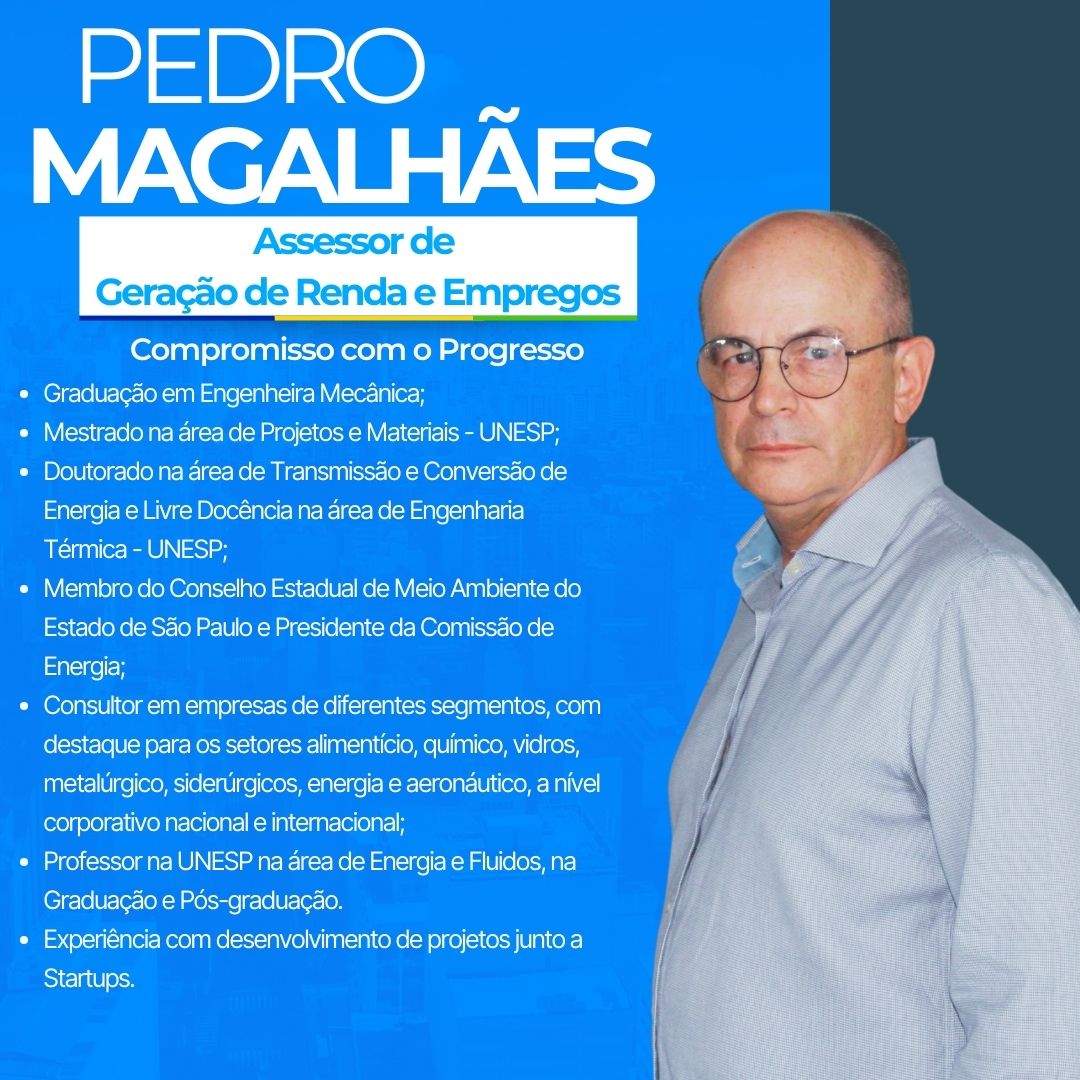 PEDRO
MAGALHÃES
Assessor de
Geração de Renda e Empregos
Compromisso com o Progresso
• Graduação em Engenheira Mecânica;
• Mestrado na área de Projetos e Materiais - UNESP;
• Doutorado na área de Transmissão e Conversão de
Energia e Livre Docência na área de Engenharia
Térmica - UNESP;
• Membro do Conselho Estadual de Meio Ambiente do
Estado de São Paulo e Presidente da Comissão de
Energia;
• Consultor em empresas de diferentes segmentos, com
destaque para os setores alimentício, químico, vidros,
metalúrgico, siderúrgicos, energia e aeronáutico, a nível
corporativo nacional e internacional;
• Professor na UNESP na área de Energia e Fluidos, na
Graduação e Pós-graduação.
• Experiência com desenvolvimento de projetos junto a
Startups.